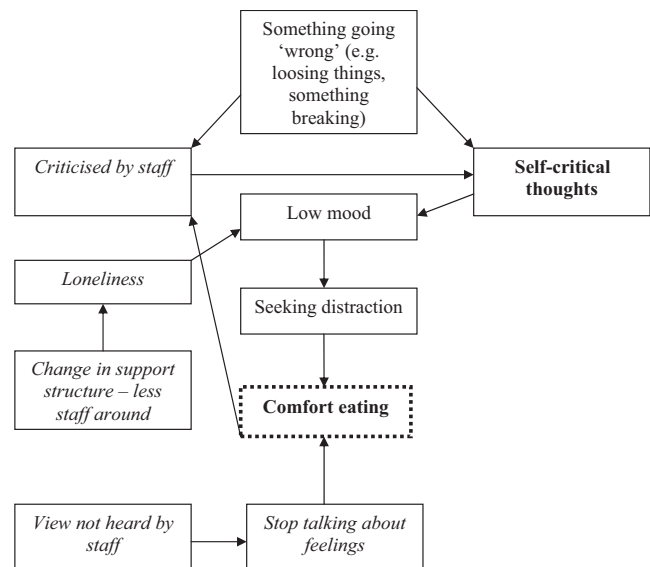 Something going
‘wrong’ (e.g.
loosing things,
something
breaking)
Criticised by staff
Self-critical
thoughts
Low mood
Loneliness
Seeking distraction
Change in support
structure – less
staff around
Comfort eating
View not heard by
staff
Stop talking about
feelings